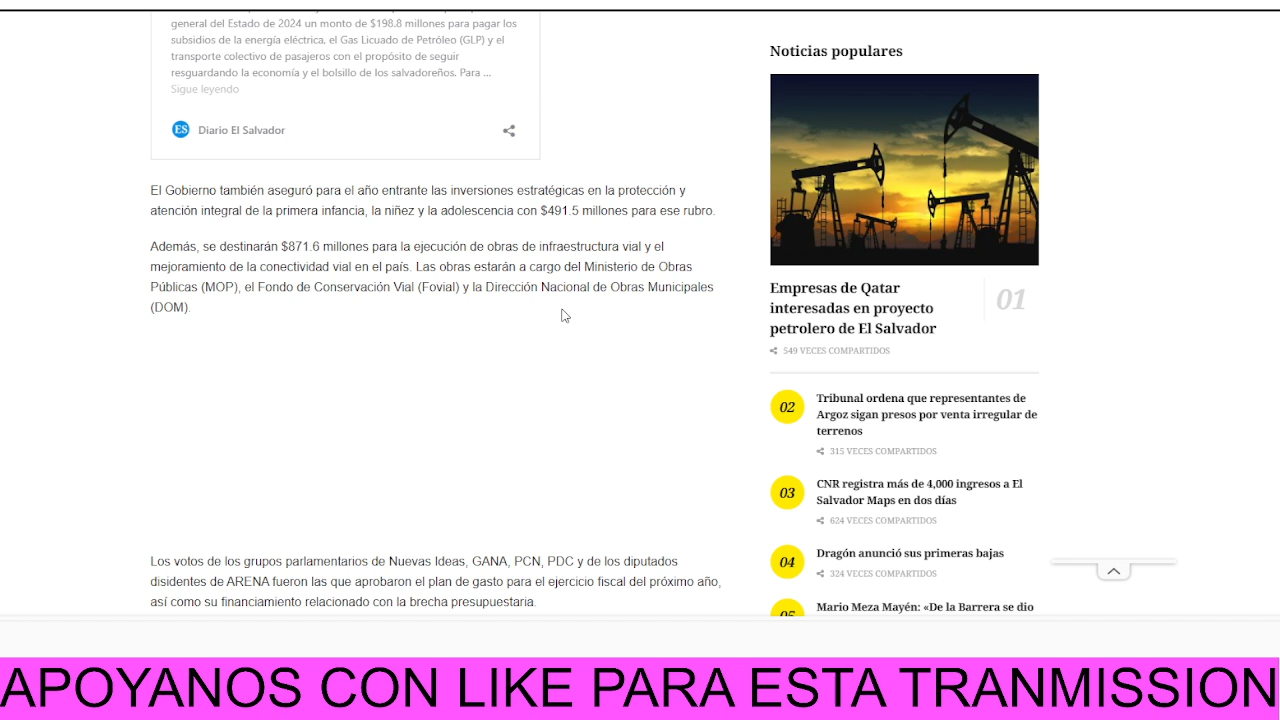 general del Estado de 2024 un monto de $198.8 millones para pagar los
subsidios de la energía eléctrica, el Gas Licuado de Petróleo (GLP) y el
transporte colectivo de pasajeros con el propósito de seguir
resguardando la economía y el bolsillo de los salvadoreños. Para ...
Sigue leyendo
ES Diario El Salvador
El Gobierno también aseguró para el año entrante las inversiones estratégicas en la protección y
atención integral de la primera infancia, la niñez y la adolescencia con $491.5 millones para ese rubro.
Además, se destinarán $871.6 millones para la ejecución de obras de infraestructura vial y el
mejoramiento de la conectividad vial en el país. Las obras estarán a cargo del Ministerio de Obras
Públicas (MOP), el Fondo de Conservación Vial (Fovial) y la Dirección Nacional de Obras Municipales
(DOM).
Los votos de los grupos parlamentarios de Nuevas Ideas, GANA, PCN, PDC y de los diputados
disidentes de ARENA fueron las que aprobaron el plan de gasto para el ejercicio fiscal del próximo año,
así como su financiamiento relacionado con la brecha presupuestaria.
Noticias populares
Empresas de Qatar
interesadas en proyecto
petrolero de El Salvador
01
549 VECES COMPARTIDOS
02
Tribunal ordena que representantes de
Argoz sigan presos por venta irregular de
terrenos
315 VECES COMPARTIDOS
03
CNR registra más de 4,000 ingresos a El
Salvador Maps en dos días
624 VECES COMPARTIDOS
04
Dragón anunció sus primeras bajas
324 VECES COMPARTIDOS
05
Mario Meza Mayén: «De la Barrera se dio
APOYANOS CON LIKE PARA ESTA TRANMISSION